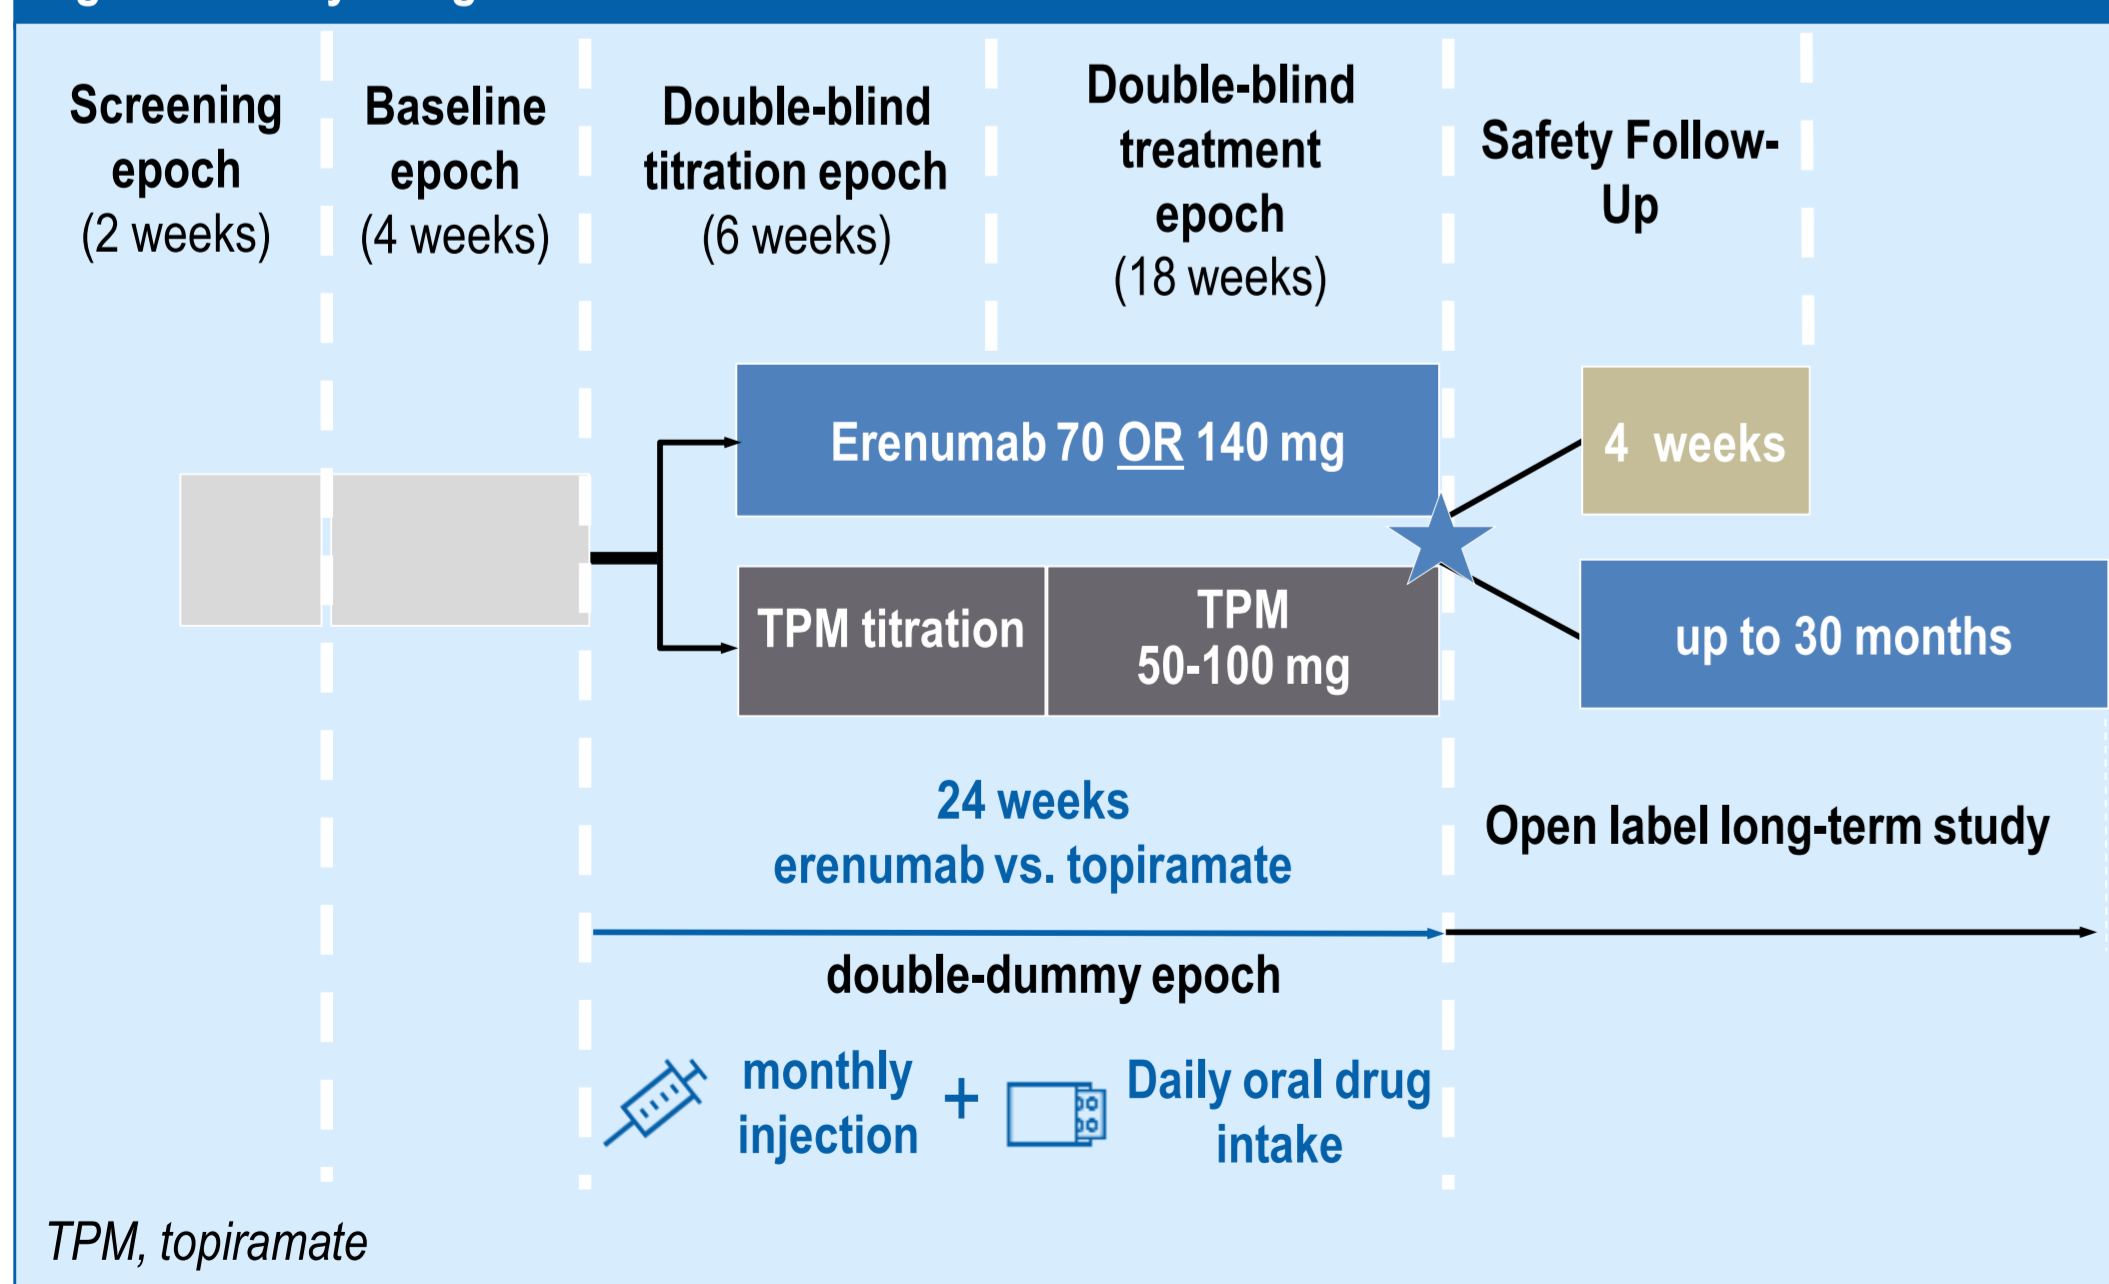 Screening
epoch
(2 weeks)
Baseline
epoch
(4 weeks)
Double-blind
titration epoch
(6 weeks)
Double-blind
treatment
epoch
(18 weeks)
Safety Follow-
Up
Erenumab 70 OR 140 mg
4 weeks
TPM titration
TPM
50-100 mg
up to 30 months
24 weeks
erenumab vs. topiramate
Open label long-term study
double-dummy epoch
monthly
injection
+
Daily oral drug
intake
TPM, topiramate